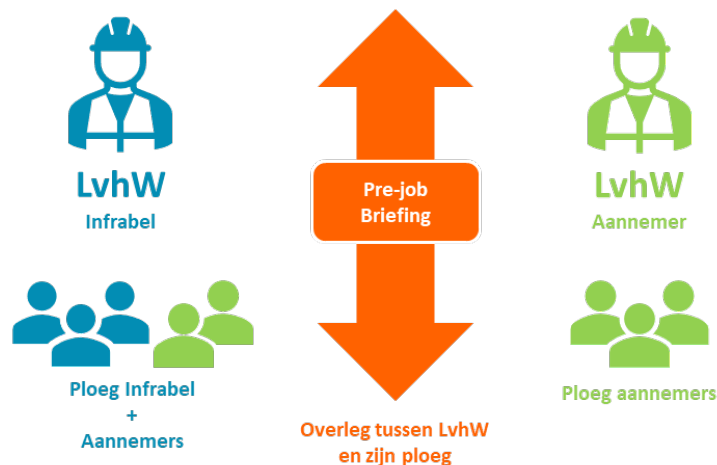 LvhW
Infrabel
Ploeg Infrabel
+
Aannemers
Pre-job
Briefing
Overleg tussen LvhW
en zijn ploeg
LvhW
Aannemer
Ploeg aannemers